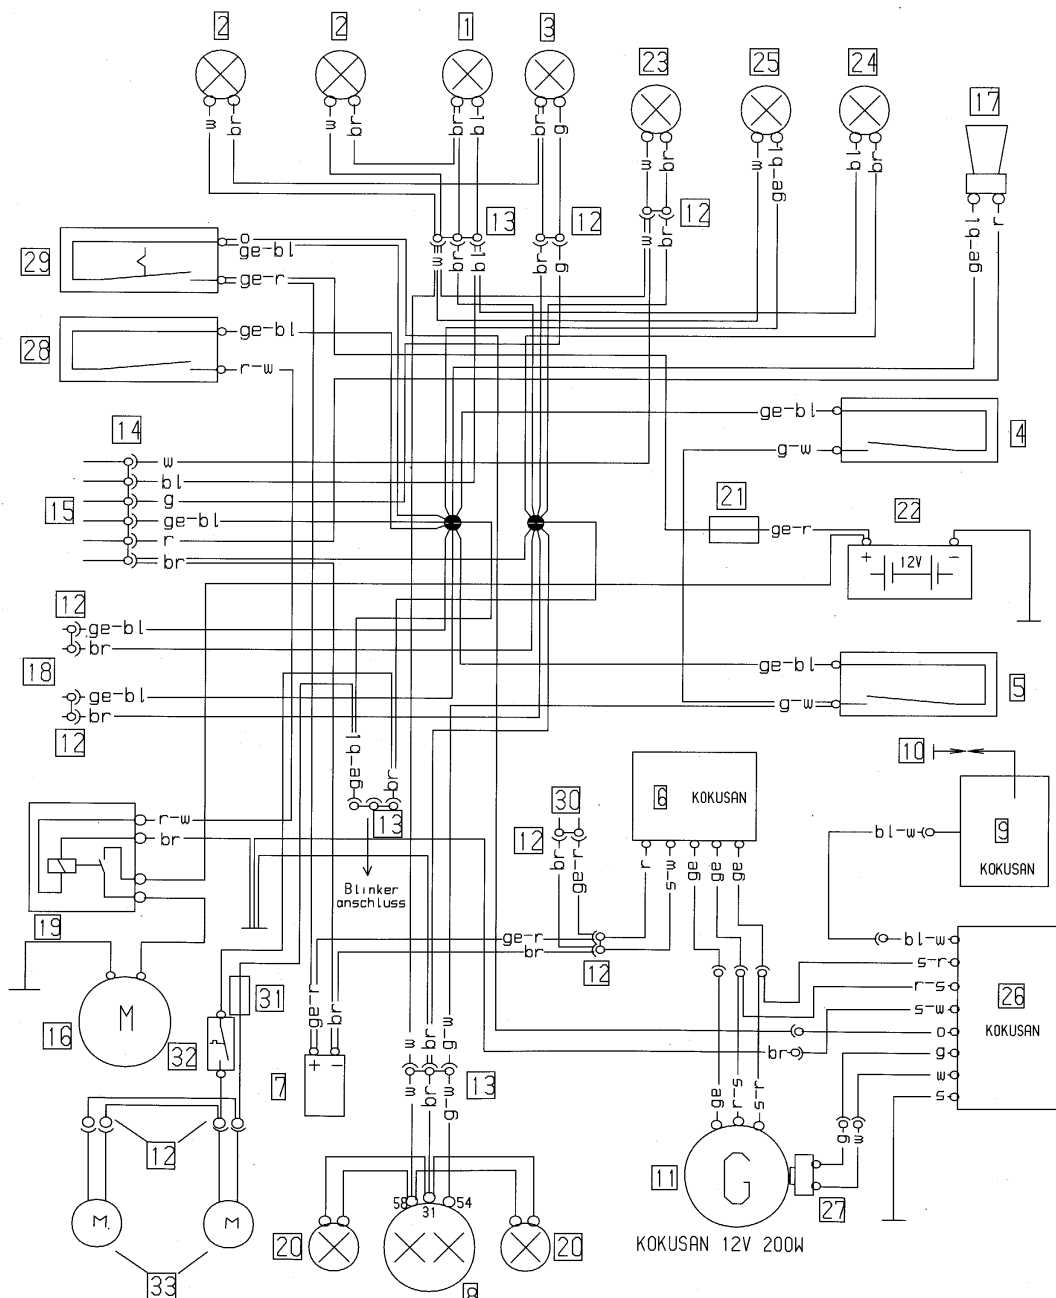 2 2 1 3
23 25 24 17
w br w br br bl br g
w br w ge-bl bl br ge-bl r
13 12 12
w br bl br g w br
29 o
ge-bl
ge-r
28 ge-bl
r-w
ge-bl 4
g-w
14
15
w
bl
g
ge-bl
r
br
21 ge-r 22
+ 12V -
12
ge-bl
br
18
ge-bl
br
12
ge-bl 5
g-w
ge-bl br
13
Blinker
anschluss
r-w
br
19
10
9
KOKUSAN
bl-w
6 KOKUSAN
r w-s ge ge ge
30
12
br ge-r
ge-r
br
12
bl-w
s-r
r-s
w-s
o
g
w
s
br
26
KOKUSAN
16 M
31
32
ge-r br
+ -
7
w br w-g
13
w br w-g
12
M M
33
20 58 31 54 20
8
ge r-s s-r
g w
11 G 27
KOKUSAN 12V 200W